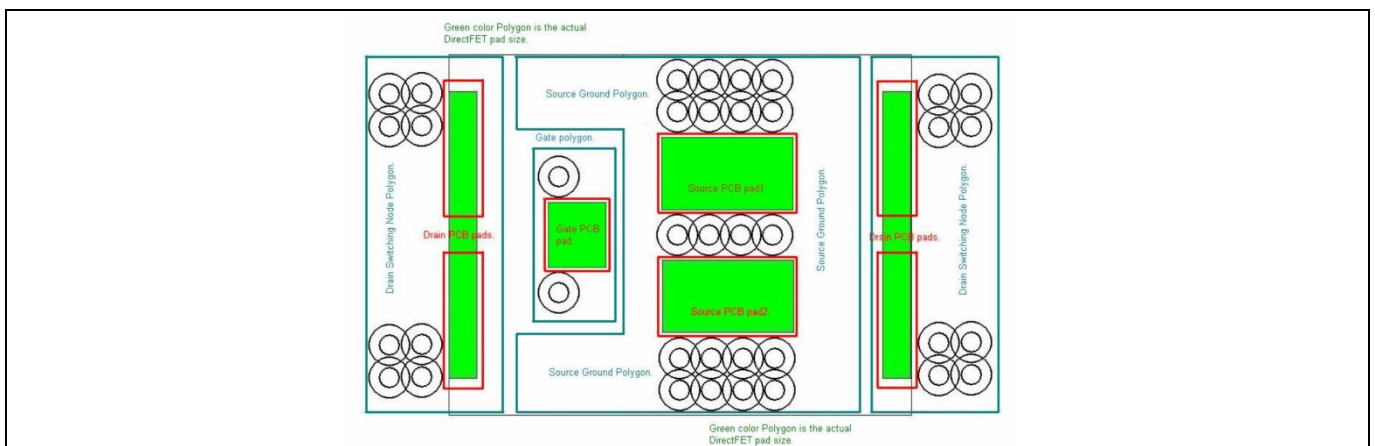 Green color Polygon is the actual
DirectFET pad size.
Source Ground Polygon.
Gate polygon.
Drain Switching Node Polygon.
Drain PCB pads.
Gate PCB
pad.
Source PCB pad1.
Source Ground Polygon.
Drain PCB pads.
Drain Switching Node Polygon.
Source PCB pad2.
Source Ground Polygon.
Green color Polygon is the actual
DirectFET pad size.